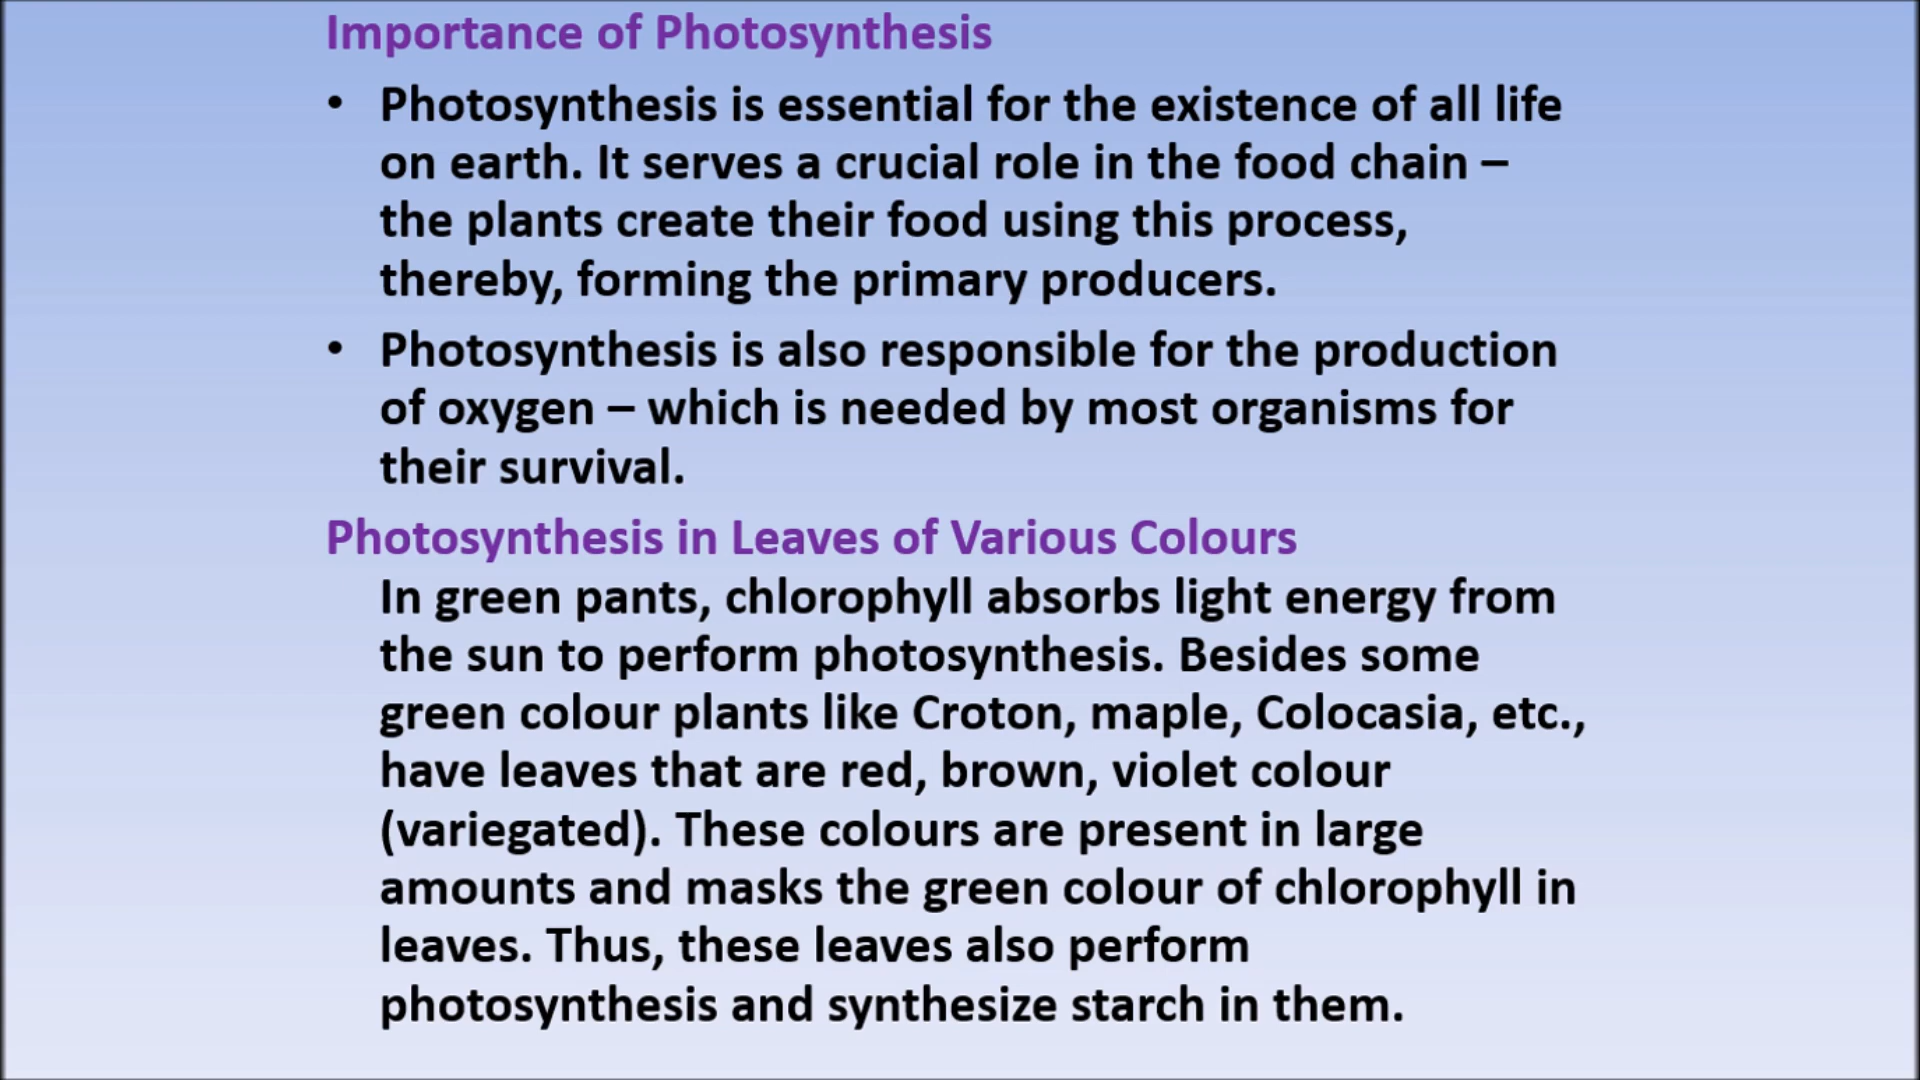 Importance of Photosynthesis
• Photosynthesis is essential for the existence of all life
on earth. It serves a crucial role in the food chain –
the plants create their food using this process,
thereby, forming the primary producers.
• Photosynthesis is also responsible for the production
of oxygen – which is needed by most organisms for
their survival.
Photosynthesis in Leaves of Various Colours
In green pants, chlorophyll absorbs light energy from
the sun to perform photosynthesis. Besides some
green colour plants like Croton, maple, Colocasia, etc.,
have leaves that are red, brown, violet colour
(variegated). These colours are present in large
amounts and masks the green colour of chlorophyll in
leaves. Thus, these leaves also perform
photosynthesis and synthesize starch in them.